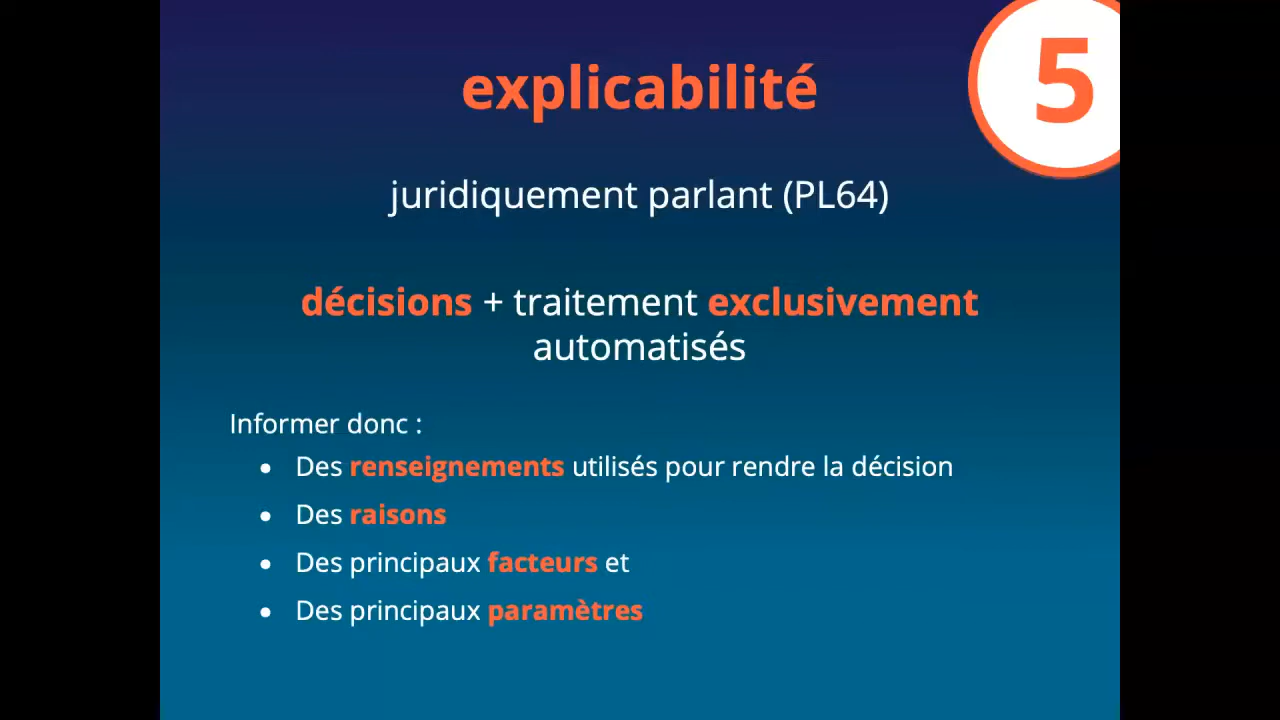 explicabilité
5
juridiquement parlant (PL64)
décisions + traitement exclusivement
automatisés
Informer donc :
• Des renseignements utilisés pour rendre la décision
• Des raisons
• Des principaux facteurs et
• Des principaux paramètres